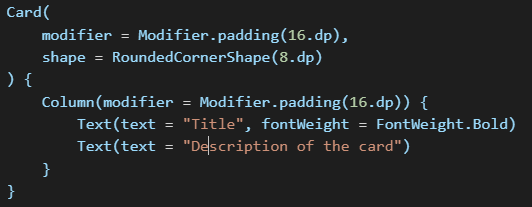 Card(
    modifier = Modifier.padding(16.dp),
    shape = RoundedCornerShape(8.dp)
) {
    Column(modifier = Modifier.padding(16.dp)) {
        Text(text = "Title", fontWeight = FontWeight.Bold)
        Text(text = "Description of the card")
    }
}